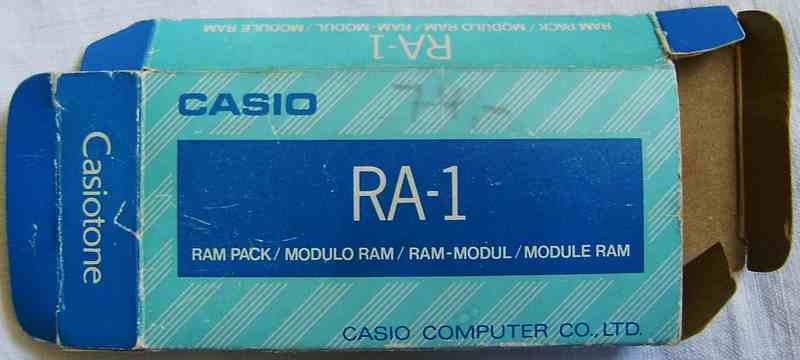 RAM PACK / MODULO RAM / RAM-MODUL / MODULE RAM
RA-1
CASIO
74,-
Casiotone
RA-1
RAM PACK / MODULO RAM / RAM-MODUL / MODULE RAM
CASIO COMPUTER CO., LTD.